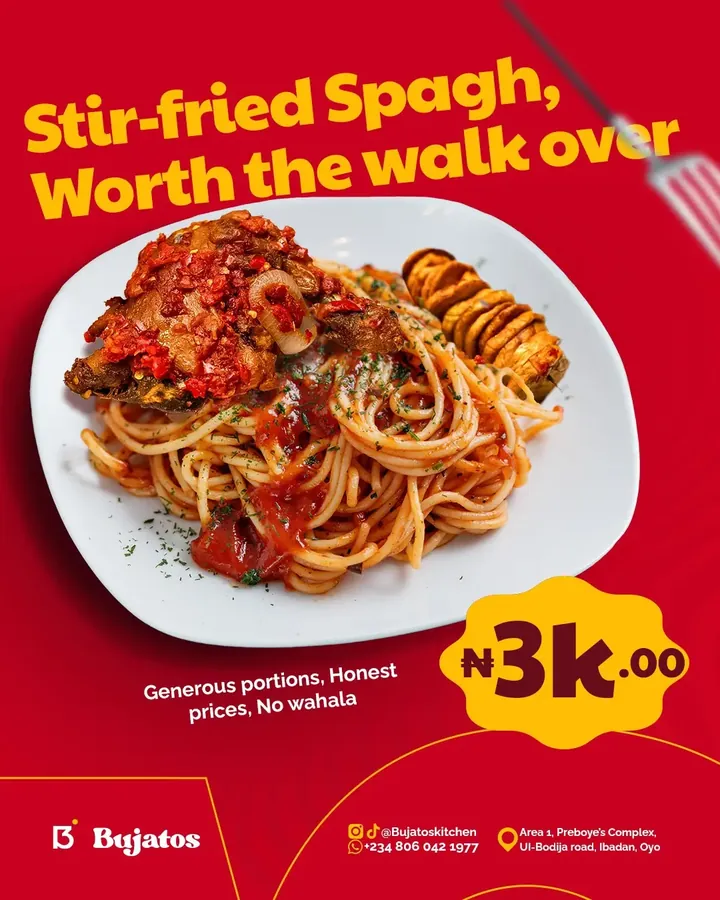 Stir-fried Spagh,
Worth the walk over
Generous portions, Honest
prices, No wahala
₦3k.00
Bujatos
@Bujatoskitchen
+234 806 042 1977
Area 1, Preboye's Complex,
UI-Bodija road, Ibadan, Oyo